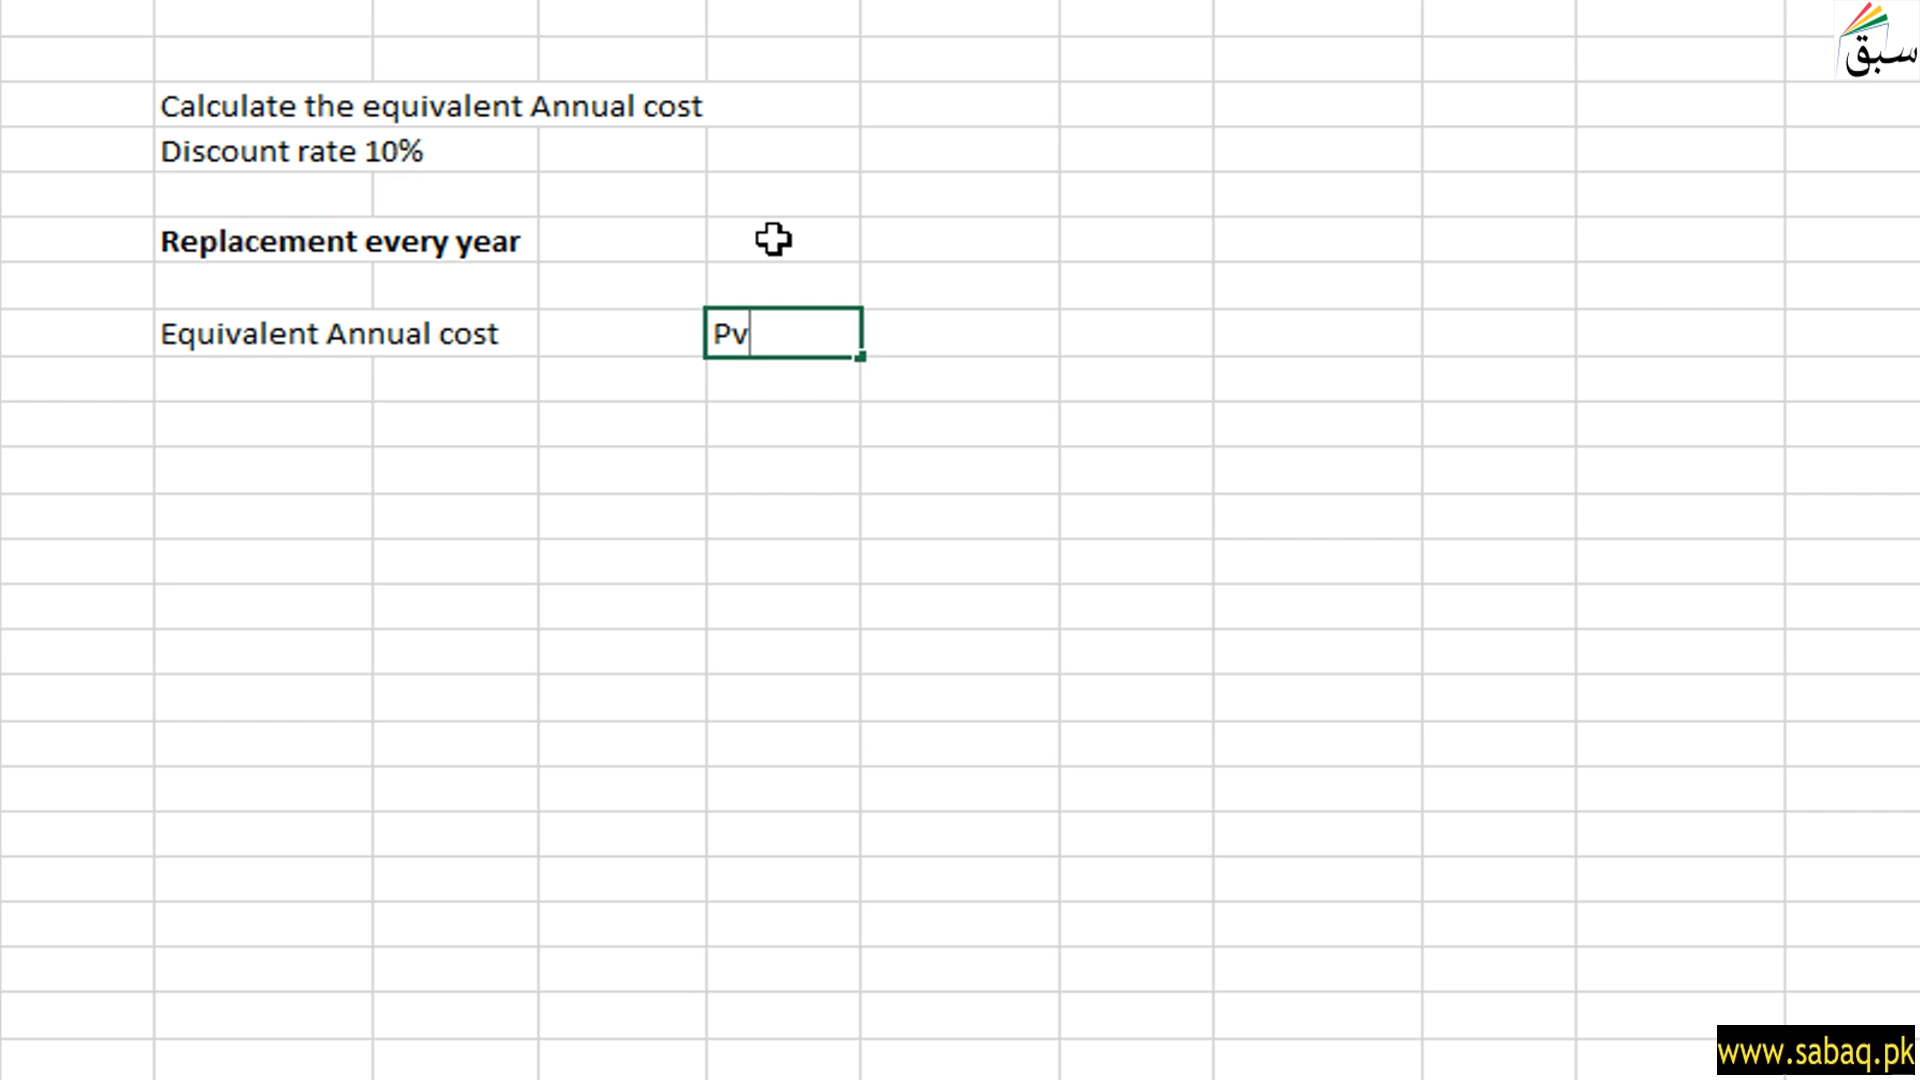 سبق
Calculate the equivalent Annual cost
Discount rate 10%
Replacement every year
Equivalent Annual cost Pv
www.sabaq.pk